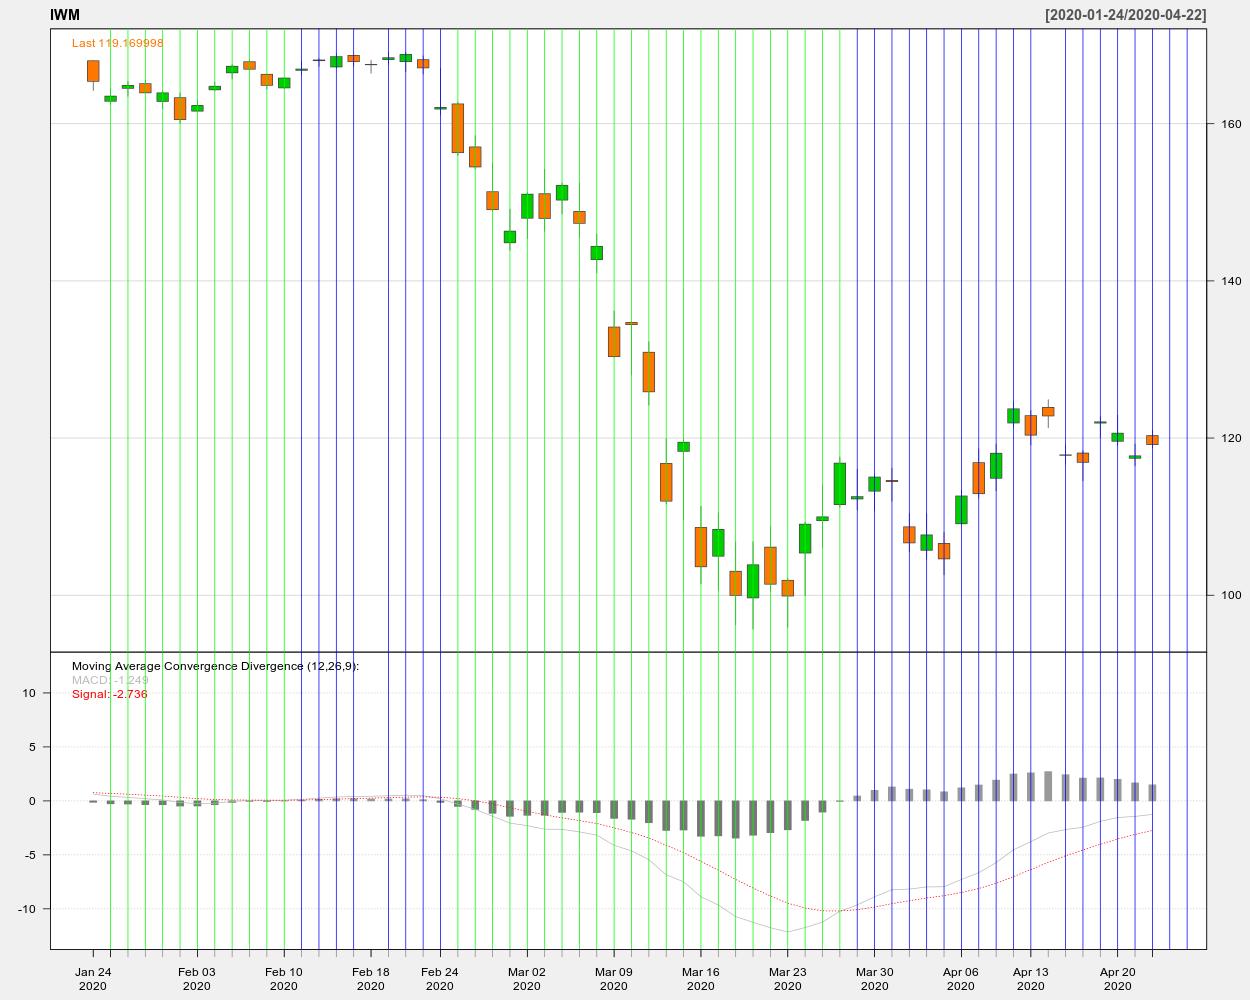 IWM
[2020-01-24/2020-04-22]
Last 119.169998
160
140
120
100
Moving Average Convergence Divergence (12,26,9):
MACD: -1.249
Signal: -2.736
10
5
0
-5
-10
Jan 24 Feb 03 Feb 10 Feb 18 Feb 24 Mar 02 Mar 09 Mar 16 Mar 23 Mar 30 Apr 06 Apr 13 Apr 20
2020 2020 2020 2020 2020 2020 2020 2020 2020 2020 2020 2020 2020